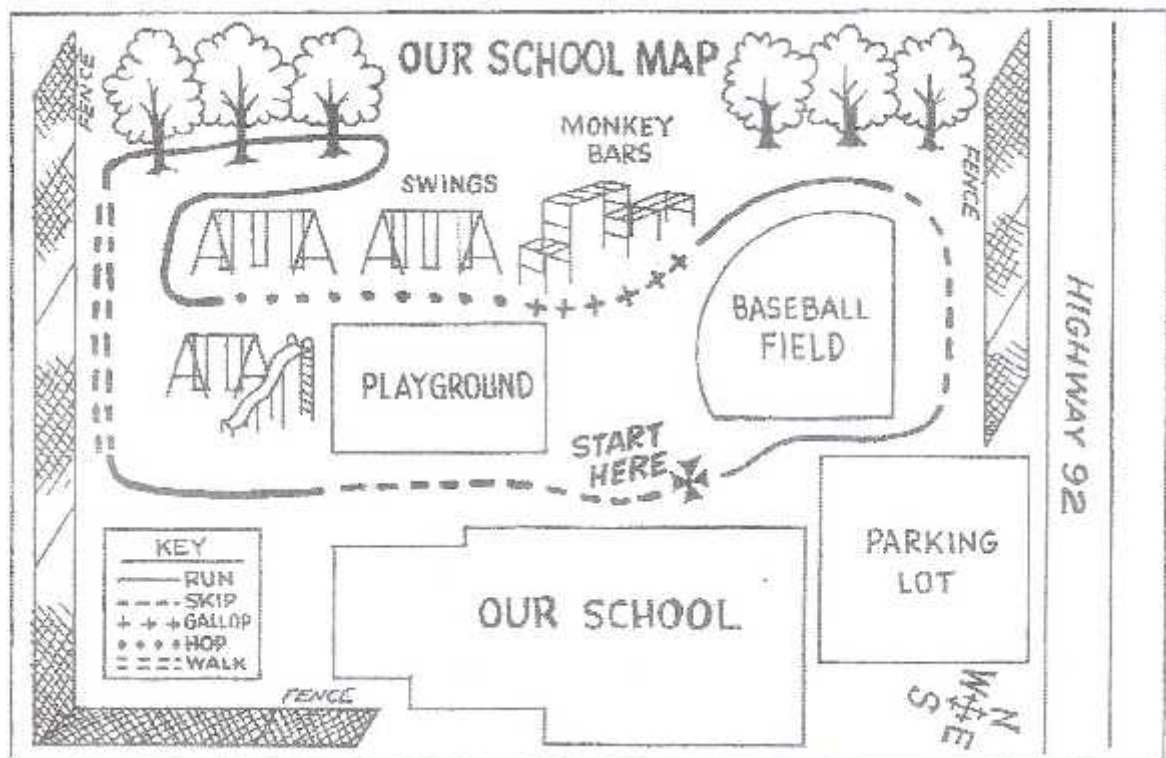 OUR SCHOOL MAP
FENCE
MONKEY
BARS
SWINGS
FENCE
BASEBALL
FIELD
HIGHWAY 92
PLAYGROUND
START
HERE
KEY
RUN
SKIP
GALLOP
HOP
WALK
OUR SCHOOL
PARKING
LOT
FENCE
W N
S E